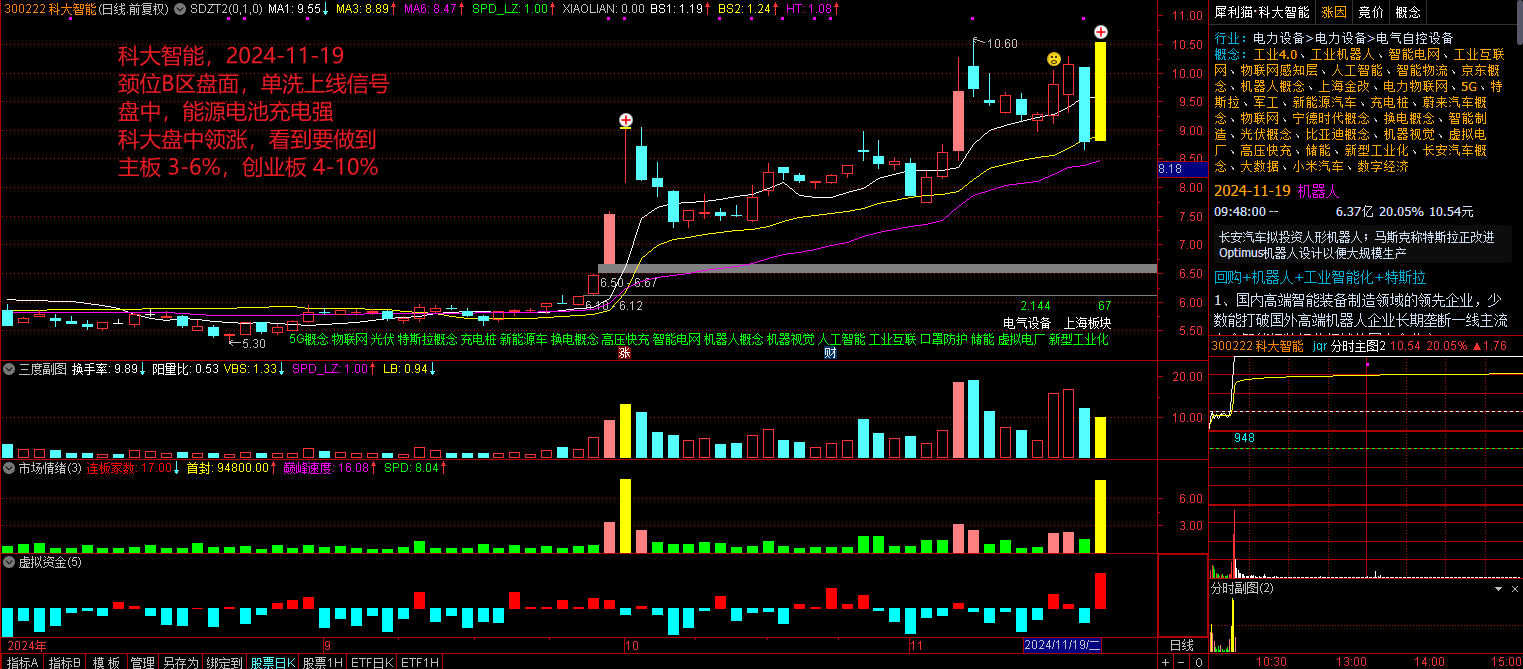 300222 科大智能(日线.前复权) SDZT2(0,1,0) MA1: 9.55↓ MA3: 8.89↑ MA6: 8.47↑ SPD_LZ: 1.00↑ XIAOLIAN: 0.00 BS1: 1.19↑ BS2: 1.24↑ HT: 1.08↑
科大智能，2024-11-19
颈位B区盘面，单洗上线信号
盘中，能源电池充电强
科大盘中领涨，看到要做到
主板 3-6%，创业板 4-10%
10.60
6.50 - 6.67
6.10 - 6.12
5.30
2.144 67
电气设备 上海板块
5G概念 物联网 光伏 特斯拉概念 充电桩 新能源车 换电概念 高压快充 智能电网 机器人概念 机器视觉 人工智能 工业互联 口罩防护 储能 虚拟电厂 新型工业化
涨 财
11.00
10.50
10.00
9.50
9.00
8.50
8.18
8.00
7.50
7.00
6.50
6.00
5.50
三度副图 换手率: 9.89↓ 阳量比: 0.53 VBS: 1.33↓ SPD_LZ: 1.00↑ LB: 0.94↓
20.00
10.00
市场情绪(3) 连板家数: 17.00↓ 首封: 94800.00↑ 巅峰速度: 16.08↑ SPD: 8.04↑
6.00
3.00
虚拟资金(5)
2024年 9 10 11 2024/11/19/二 日线
指标A 指标B 模板 管理 另存为 绑定到 股票日K 股票1H ETF日K ETF1H + - 0
犀利猫·科大智能 涨因 竞价 概念
行业: 电力设备>电力设备>电气自控设备
概念: 工业4.0、工业机器人、智能电网、工业互联
网、物联网感知层、人工智能、智能物流、京东概
念、机器人概念、上海金改、电力物联网、5G、特
斯拉、军工、新能源汽车、充电桩、蔚来汽车概
念、物联网、宁德时代概念、换电概念、智能制
造、光伏概念、比亚迪概念、机器视觉、虚拟电
厂、高压快充、储能、新型工业化、长安汽车概
念、大数据、小米汽车、数字经济
2024-11-19 机器人
09:48:00 -- 6.37亿 20.05% 10.54元
长安汽车拟投资人形机器人；马斯克称特斯拉正改进
Optimus机器人设计以便大规模生产
回购+机器人+工业智能化+特斯拉
1、国内高端智能装备制造领域的领先企业，少
数能打破国外高端机器人企业长期垄断一线主流
300222 科大智能 jqr 分时主图2 10.54 20.05% ▲1.76
948
分时副图(2)
10:30 13:00 14:00 15:00